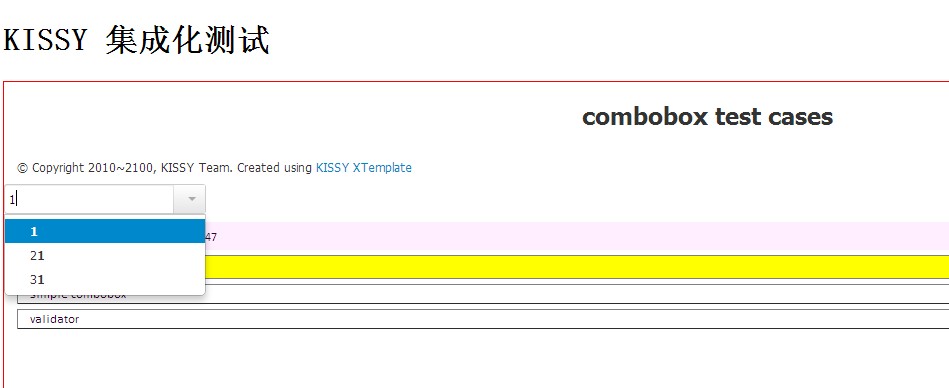 KISSY 集成化测试
combobox test cases
© Copyright 2010~2100, KISSY Team. Created using KISSY XTemplate
1
1
47
21
31
simple combobox
validator